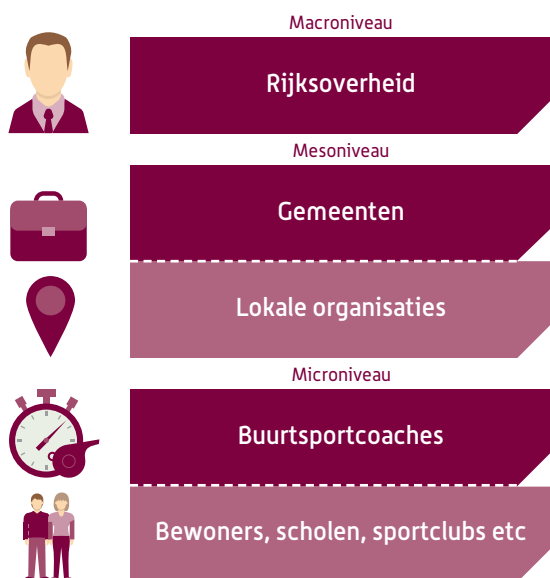 Macroniveau
Rijksoverheid
Mesoniveau
Gemeenten
Lokale organisaties
Microniveau
Buurtsportcoaches
Bewoners, scholen, sportclubs etc